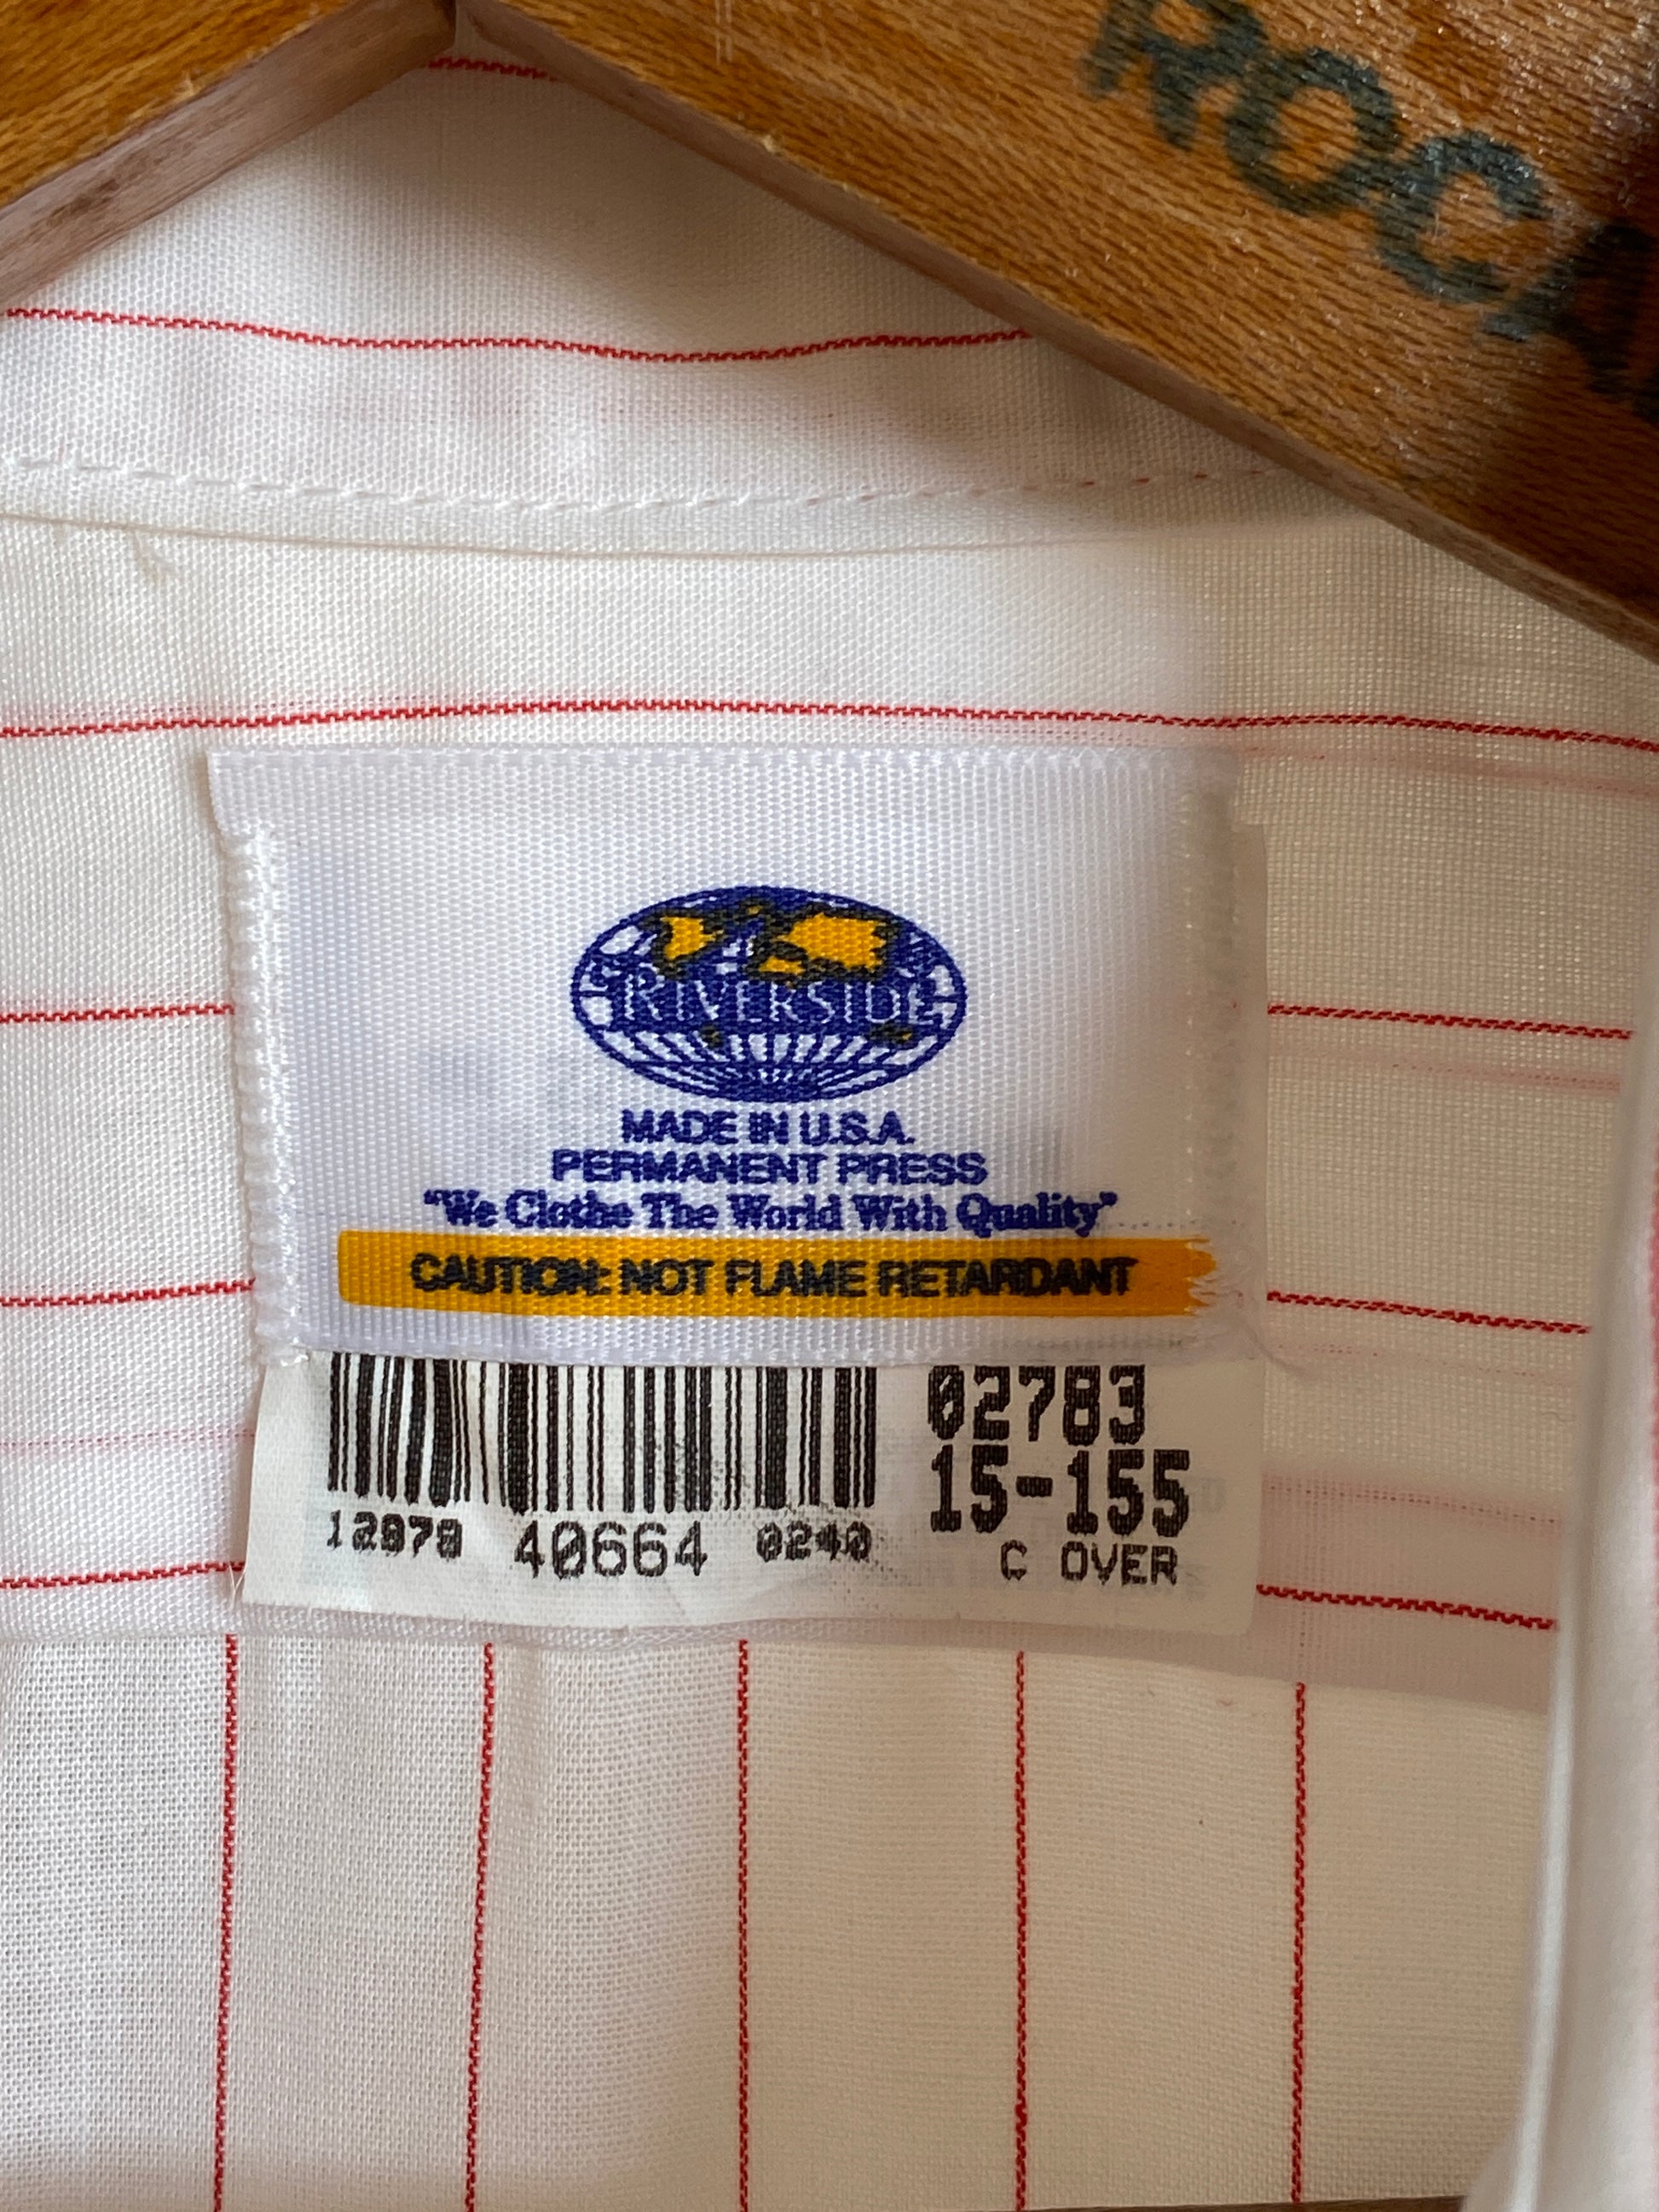 ROCA
RIVERSIDE
MADE IN U.S.A.
PERMANENT PRESS
"We Clothe The World With Quality"
CAUTION: NOT FLAME RETARDANT
02783
15-155
12878 40664 0240
C OVER